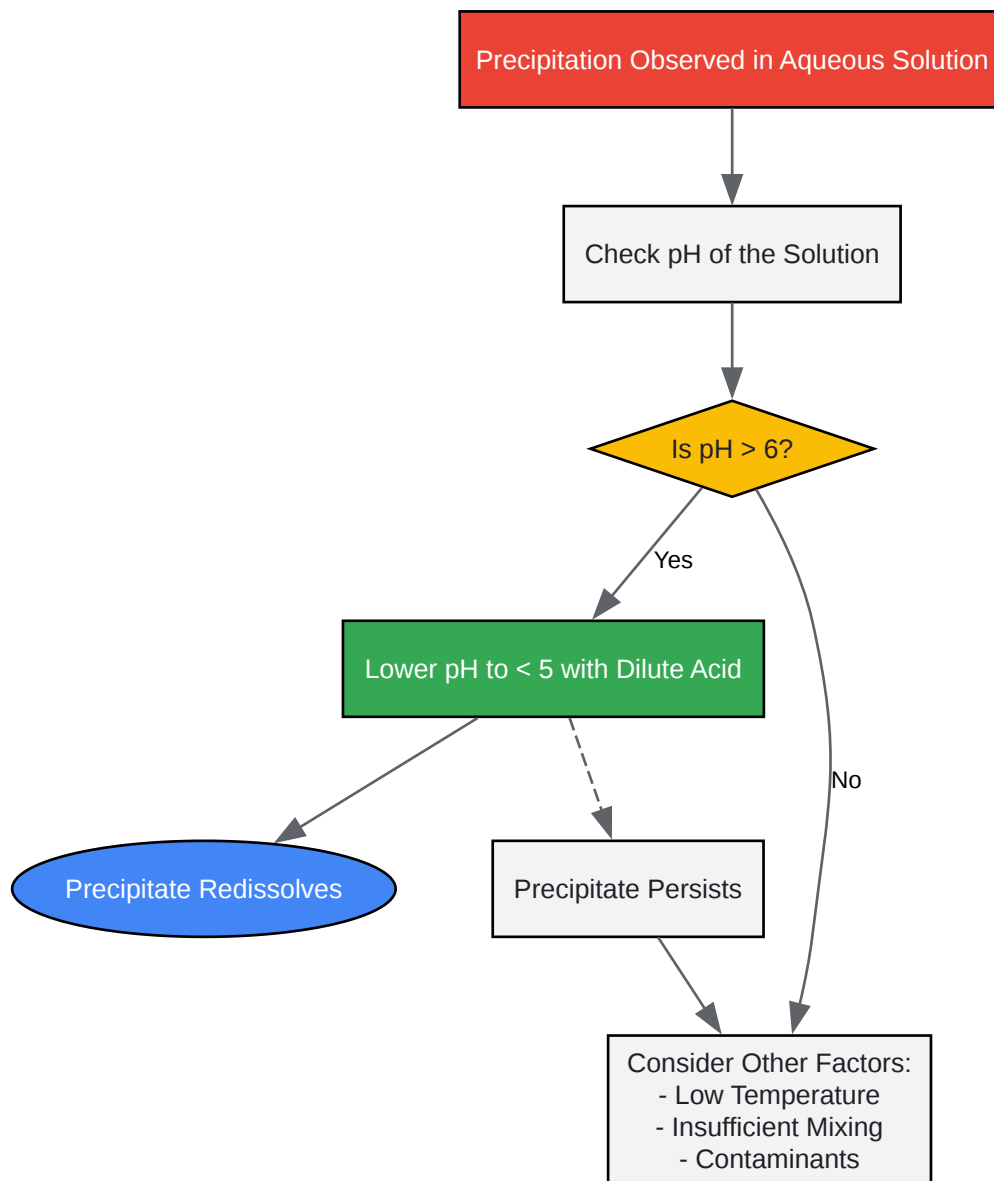 Precipitation Observed in Aqueous Solution
Check pH of the Solution
Is pH > 6?
Yes
Lower pH to < 5 with Dilute Acid
No
Precipitate Redissolves
Precipitate Persists
Consider Other Factors:
- Low Temperature
- Insufficient Mixing
- Contaminants